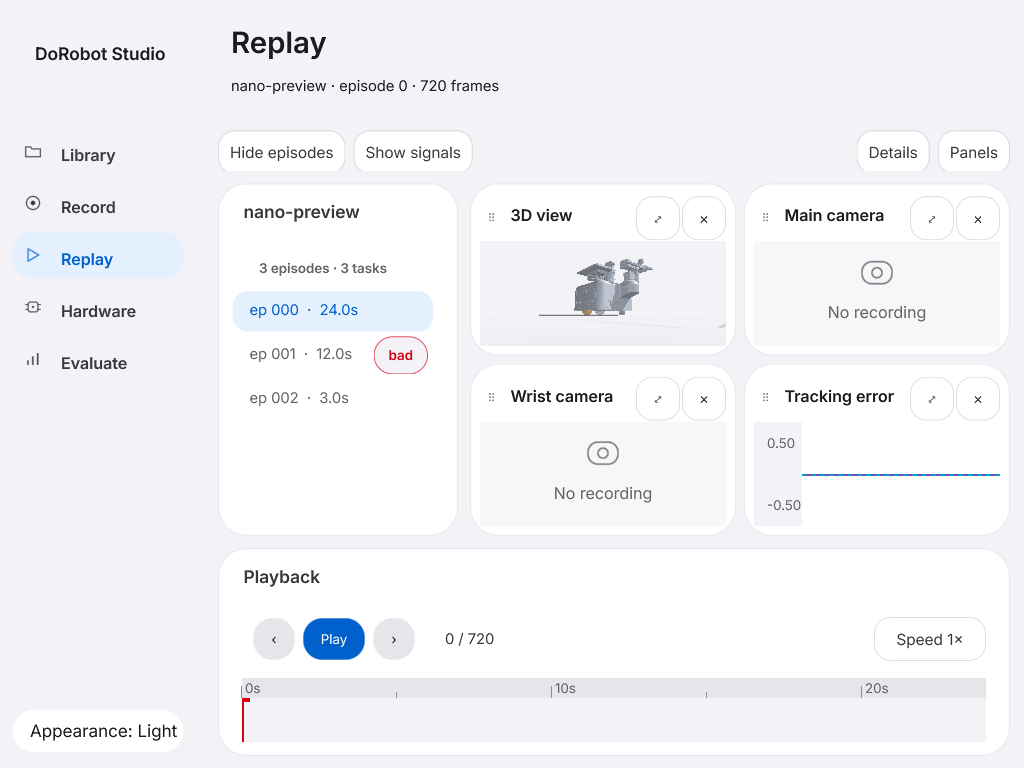 DoRobot Studio
Replay
nano-preview · episode 0 · 720 frames
Library
Record
Replay
Hardware
Evaluate
Appearance: Light
Hide episodes
Show signals
Details
Panels
nano-preview
3 episodes · 3 tasks
ep 000 · 24.0s
ep 001 · 12.0s
bad
ep 002 · 3.0s
3D view
Main camera
No recording
Wrist camera
No recording
Tracking error
0.50
-0.50
Playback
‹
Play
›
0 / 720
Speed 1×
0s
10s
20s